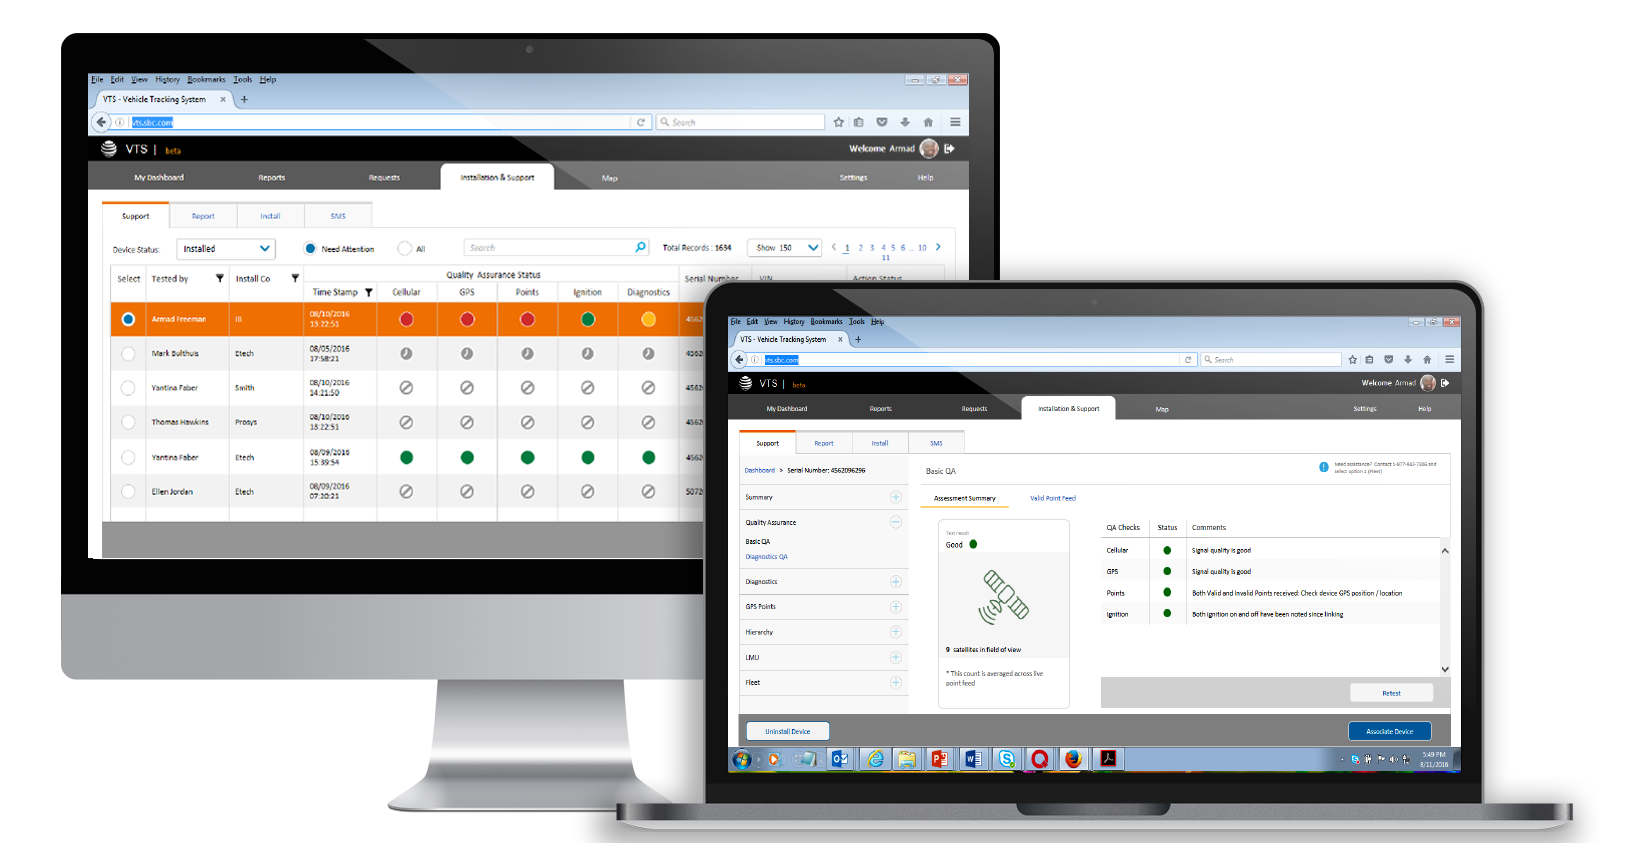 File Edit View History Bookmarks Tools Help
VTS - Vehicle Tracking System × +
vts.sbc.com
Search
VTS | beta
Welcome Armad
My Dashboard Reports Requests Installation & Support Map Settings Help
Support Report Install SMS
Device Status: Installed Need Attention All Search Total Records : 1634 Show 150 < 1 2 3 4 5 6 ... 10 >
11
Select Tested by Install Co Quality Assurance Status Serial Number VIN Action Status
Time Stamp Cellular GPS Points Ignition Diagnostics
Armad Freeman IB 08/10/2016
13:22:51
Mark Bulthuis Etech 08/05/2016
17:58:21
Yantina Faber Smith 08/10/2016
14:21:50
Thomas Hawkins Prosys 08/10/2016
18:22:51
Yantina Faber Etech 08/09/2016
15:39:54
Ellen Jordan Etech 08/09/2016
07:20:21
File Edit View History Bookmarks Tools Help
VTS - Vehicle Tracking System × +
vts.sbc.com
Search
VTS | beta
Welcome Armad
My Dashboard Reports Requests Installation & Support Map Settings Help
Support Report Install SMS
Dashboard > Serial Number: 4562096296
Basic QA
Need assistance? Contact 1-877-843-7306 and
select option 2 (Fleet)
Summary
Quality Assurance
Basic QA
Diagnostics QA
Diagnostics
GPS Points
Hierarchy
LMU
Fleet
Assessment Summary Valid Point Feed
Test result
Good
9 satellites in field of view
* This count is averaged across live
point feed
QA Checks Status Comments
Cellular Signal quality is good
GPS Signal quality is good
Points Both Valid and Invalid Points received: Check device GPS position / location
Ignition Both ignition on and off have been noted since linking
Retest
Uninstall Device
Associate Device
5:49 PM
8/11/2016